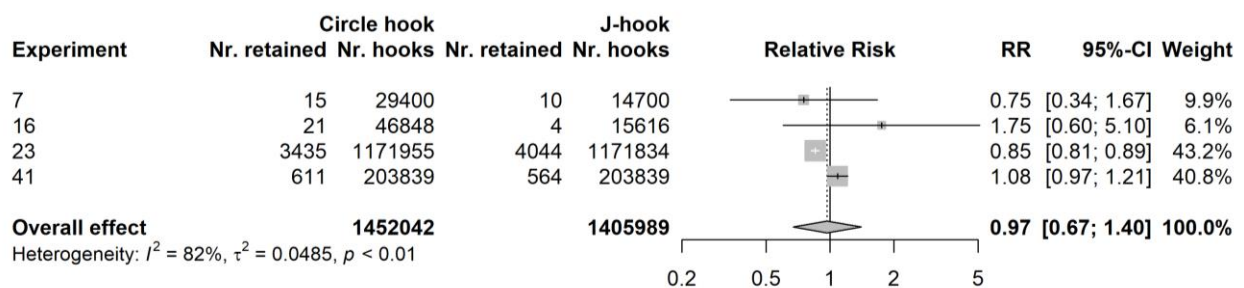 Circle hook J-hook
Experiment Nr. retained Nr. hooks Nr. retained Nr. hooks Relative Risk RR 95%-CI Weight
7 15 29400 10 14700 0.75 [0.34; 1.67] 9.9%
16 21 46848 4 15616 1.75 [0.60; 5.10] 6.1%
23 3435 1171955 4044 1171834 0.85 [0.81; 0.89] 43.2%
41 611 203839 564 203839 1.08 [0.97; 1.21] 40.8%
Overall effect 1452042 1405989 0.97 [0.67; 1.40] 100.0%
Heterogeneity: I² = 82%, τ² = 0.0485, p < 0.01
0.2 0.5 1 2 5